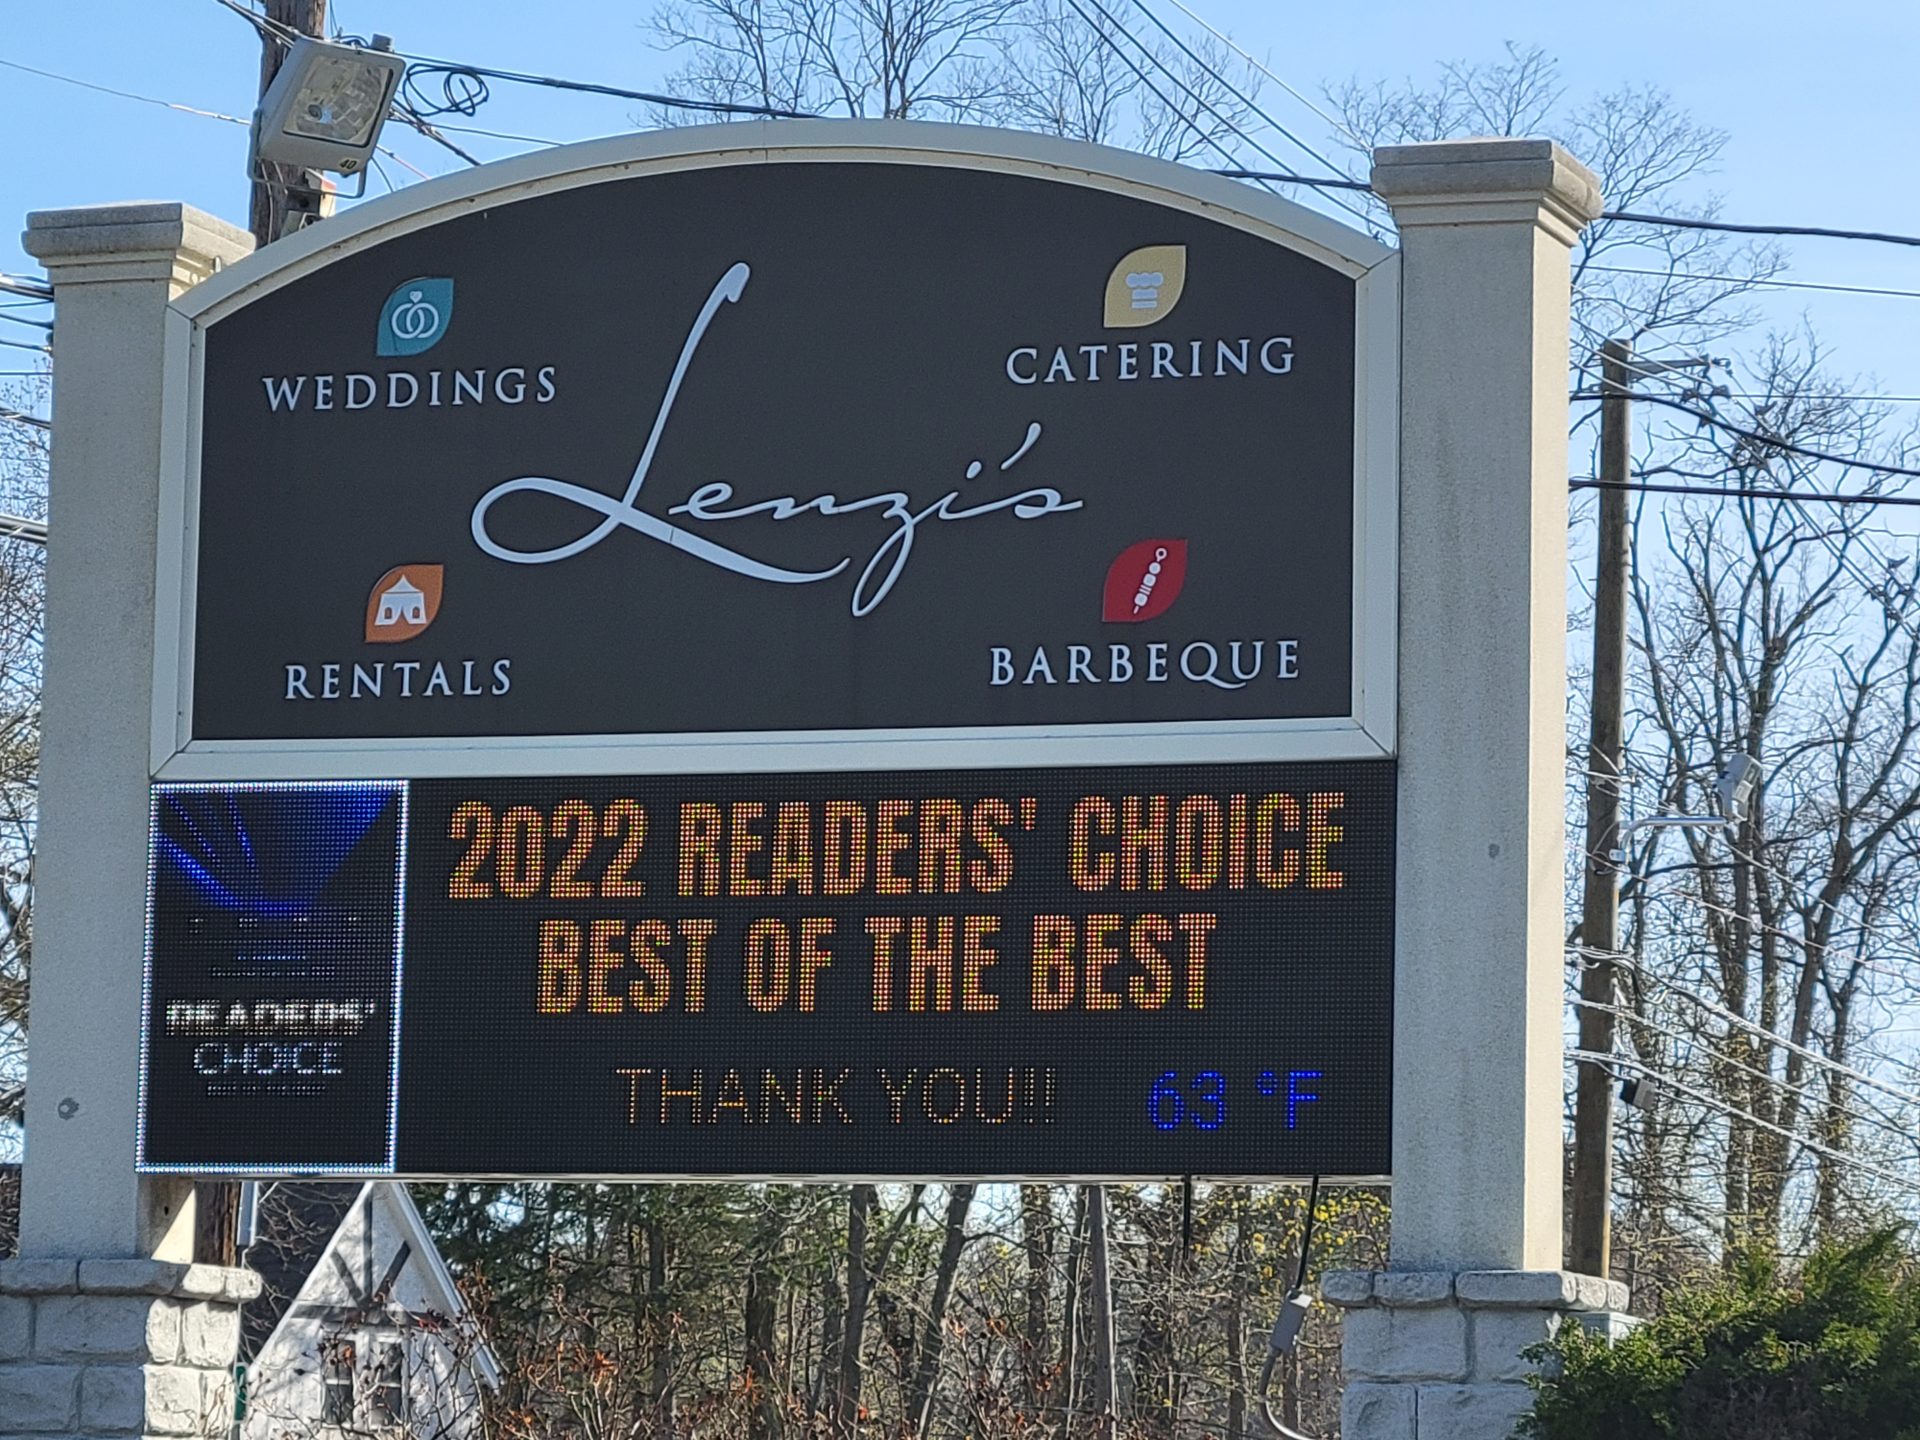 WEDDINGS
CATERING
Lenzi's
RENTALS
BARBEQUE
2022 READERS' CHOICE
BEST OF THE BEST
THANK YOU!!
63 °F
READERS'
CHOICE